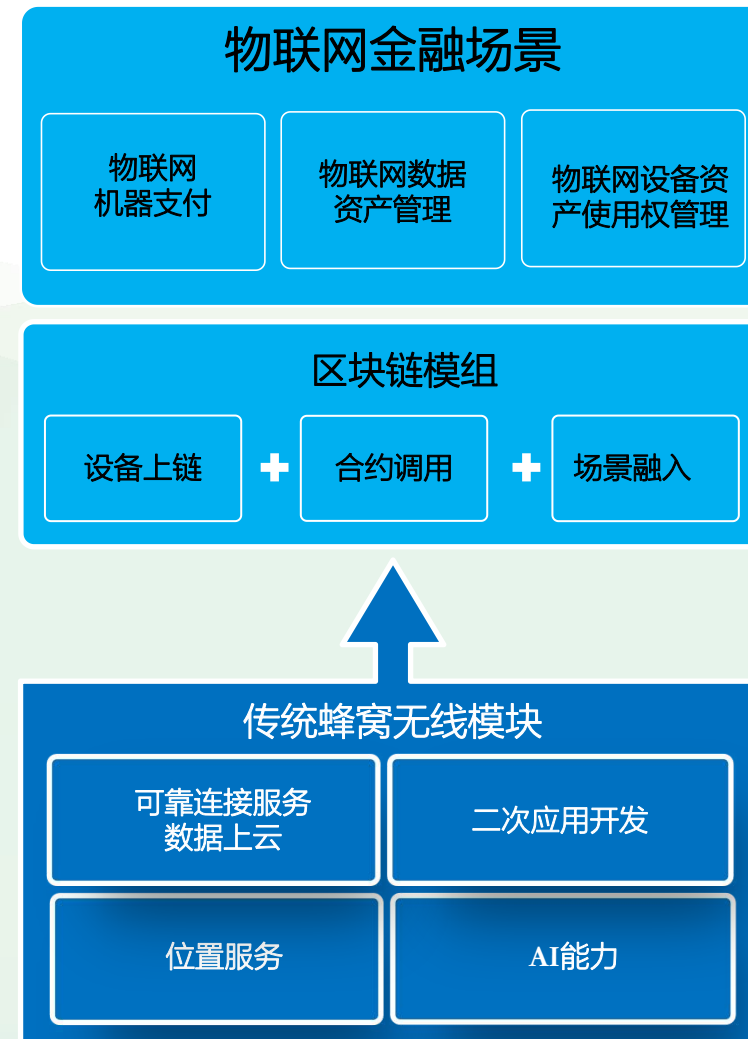 物联网金融场景
物联网
机器支付
物联网数据
资产管理
物联网设备资
产使用权管理
区块链模组
设备上链
合约调用
场景融入
传统蜂窝无线模块
可靠连接服务
数据上云
二次应用开发
位置服务
AI能力